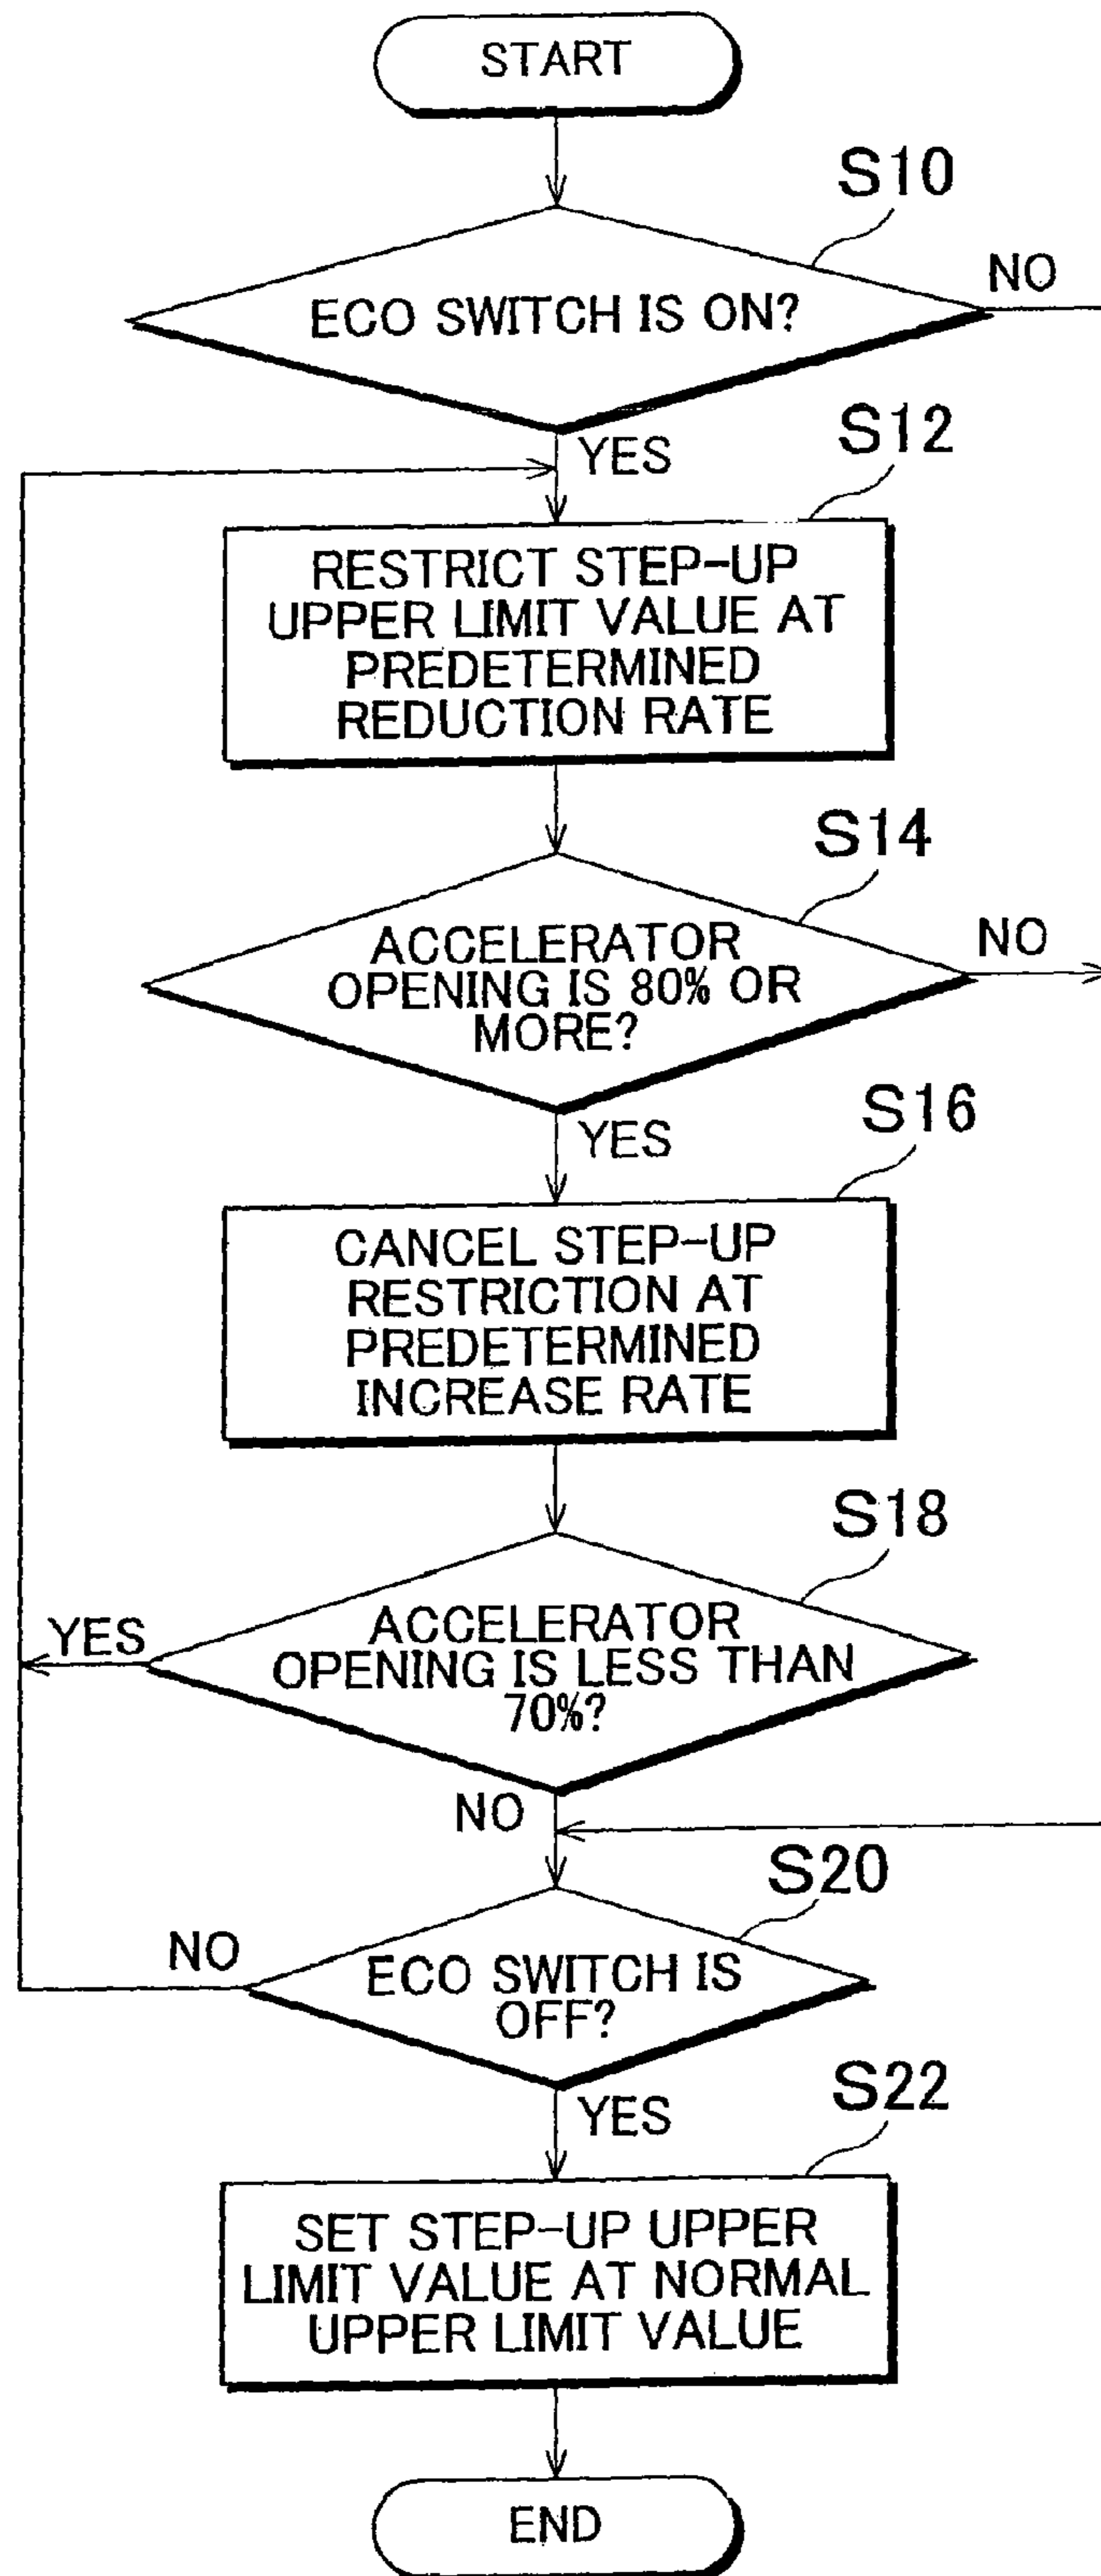 START
S10
ECO SWITCH IS ON?
NO
YES
S12
RESTRICT STEP-UP
UPPER LIMIT VALUE AT
PREDETERMINED
REDUCTION RATE
S14
ACCELERATOR
OPENING IS 80% OR
MORE?
NO
YES
S16
CANCEL STEP-UP
RESTRICTION AT
PREDETERMINED
INCREASE RATE
S18
YES
ACCELERATOR
OPENING IS LESS THAN
70%?
NO
S20
NO
ECO SWITCH IS
OFF?
YES
S22
SET STEP-UP UPPER
LIMIT VALUE AT NORMAL
UPPER LIMIT VALUE
END